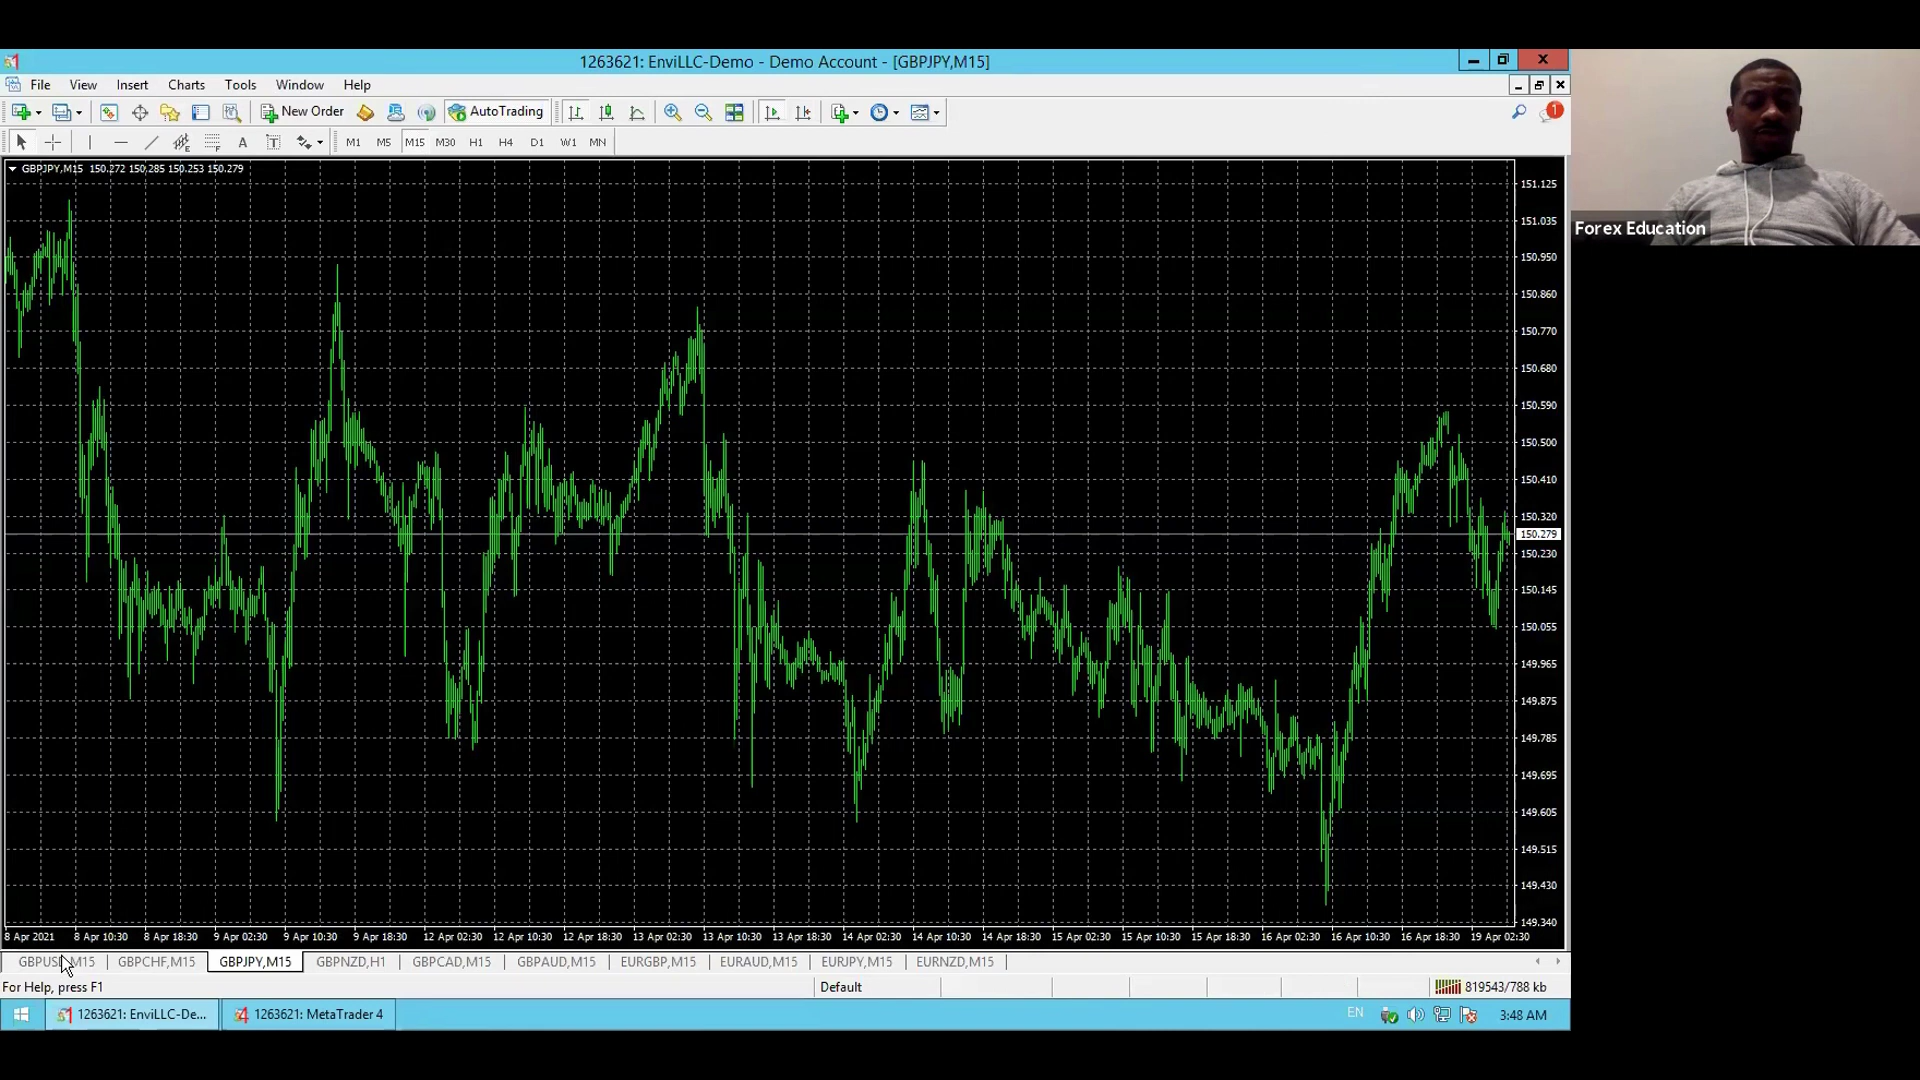 1263621: EnviLLC-Demo - Demo Account - [GBPJPY,M15]
File View Insert Charts Tools Window Help
New Order AutoTrading 1
A T M1 M5 M15 M30 H1 H4 D1 W1 MN
GBPJPY,M15 150.272 150.285 150.253 150.279
151.125
151.035
150.950
150.860
150.770
150.680
150.590
150.500
150.410
150.320
150.279
150.230
150.145
150.055
149.965
149.875
149.785
149.695
149.605
149.515
149.430
149.340
8 Apr 2021 8 Apr 10:30 8 Apr 18:30 9 Apr 02:30 9 Apr 10:30 9 Apr 18:30 12 Apr 02:30 12 Apr 10:30 12 Apr 18:30 13 Apr 02:30 13 Apr 10:30 13 Apr 18:30 14 Apr 02:30 14 Apr 10:30 14 Apr 18:30 15 Apr 02:30 15 Apr 10:30 15 Apr 18:30 16 Apr 02:30 16 Apr 10:30 16 Apr 18:30 19 Apr 02:30
GBPUSD,M15 GBPCHF,M15 GBPJPY,M15 GBPNZD,H1 GBPCAD,M15 GBPAUD,M15 EURGBP,M15 EURAUD,M15 EURJPY,M15 EURNZD,M15
For Help, press F1 Default 819543/788 kb
1263621: EnviLLC-De... 1263621: MetaTrader 4 EN 3:48 AM
Forex Education